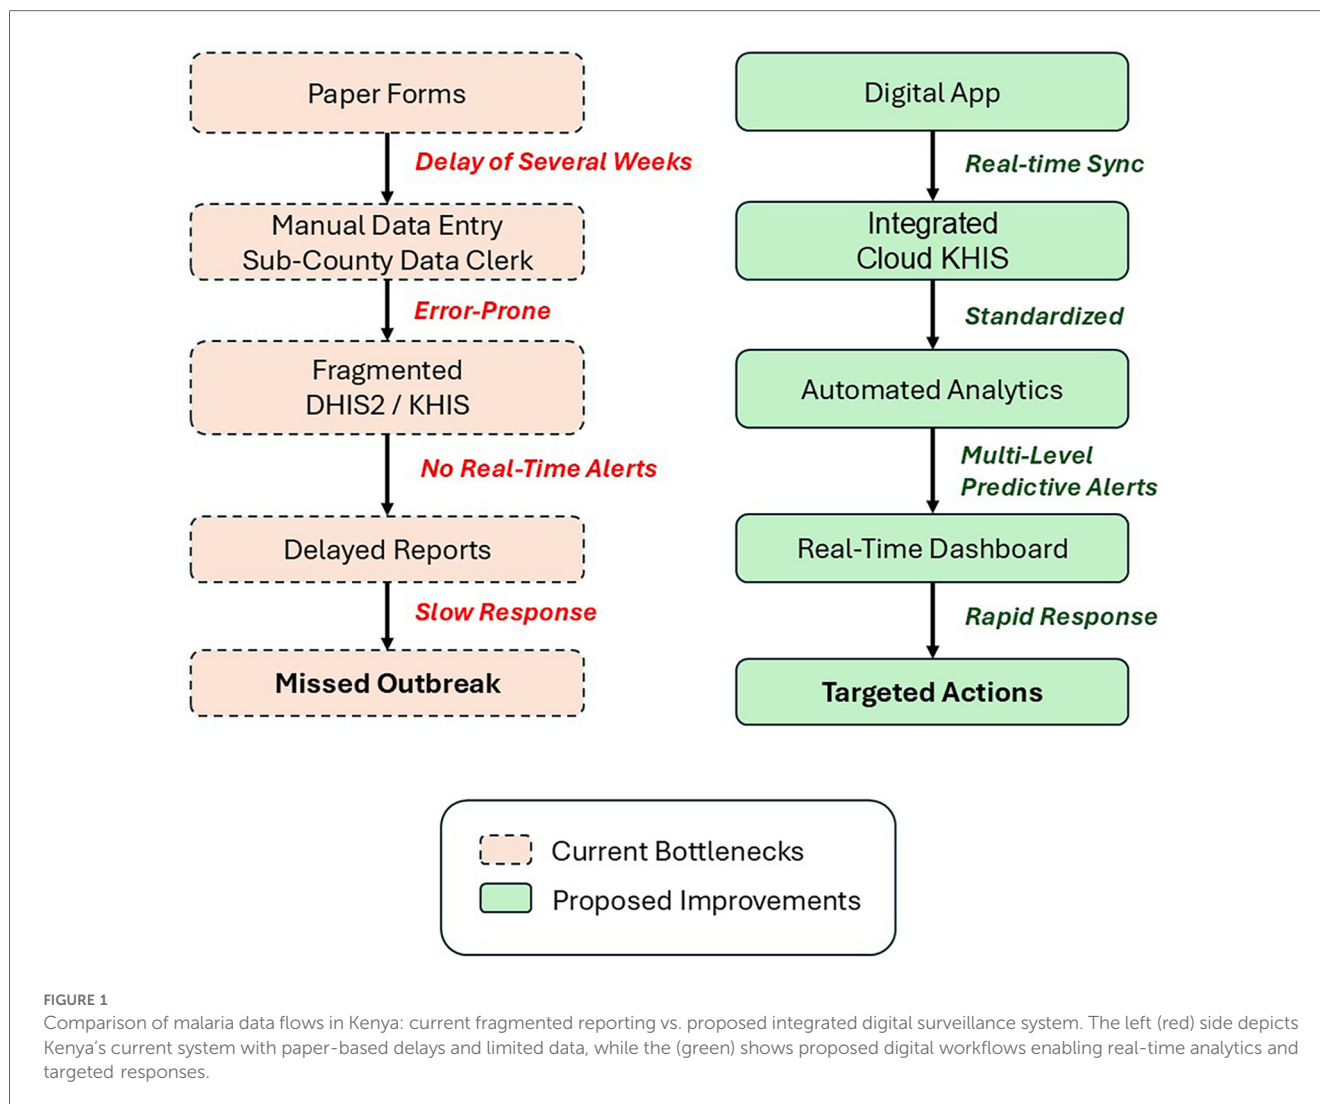 Paper Forms
Delay of Several Weeks
Manual Data Entry
Sub-County Data Clerk
Error-Prone
Fragmented
DHIS2 / KHIS
No Real-Time Alerts
Delayed Reports
Slow Response
Missed Outbreak
Digital App
Real-time Sync
Integrated
Cloud KHIS
Standardized
Automated Analytics
Multi-Level
Predictive Alerts
Real-Time Dashboard
Rapid Response
Targeted Actions
Current Bottlenecks
Proposed Improvements
FIGURE 1
Comparison of malaria data flows in Kenya: current fragmented reporting vs. proposed integrated digital surveillance system. The left (red) side depicts
Kenya's current system with paper-based delays and limited data, while the (green) shows proposed digital workflows enabling real-time analytics and
targeted responses.